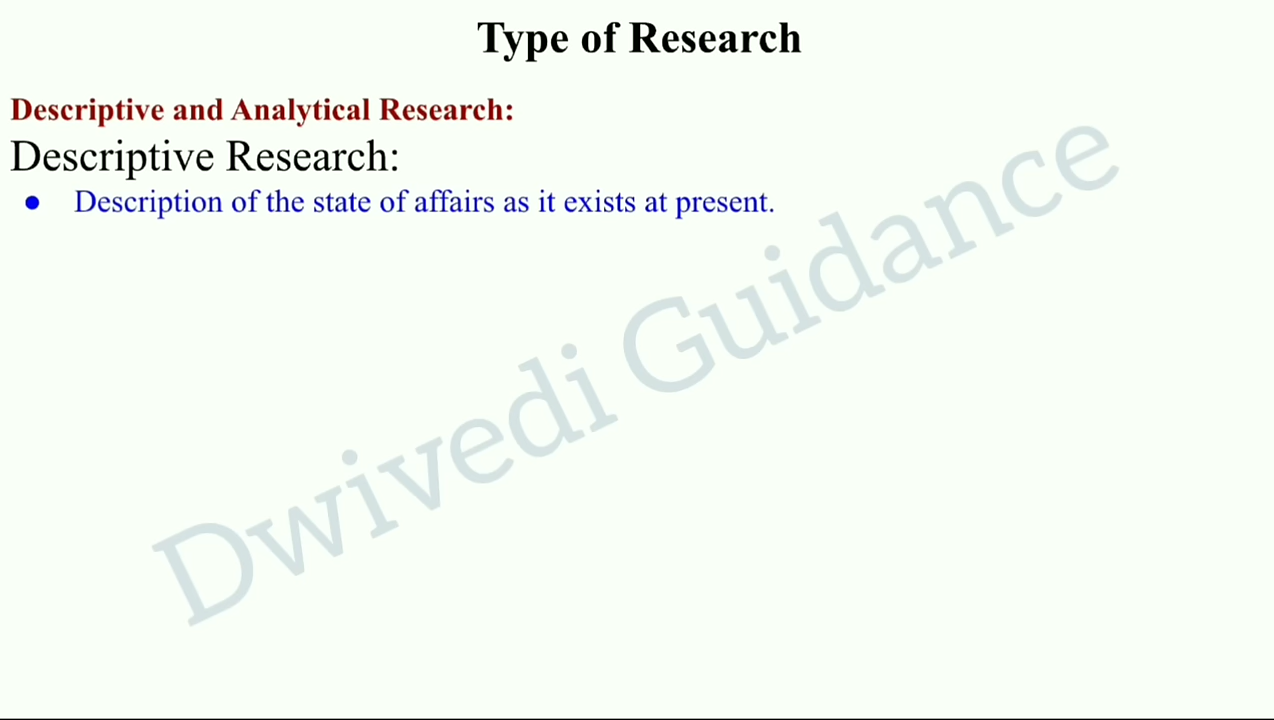 Type of Research
Descriptive and Analytical Research:
Descriptive Research:
● Description of the state of affairs as it exists at present.
Dwivedi Guidance